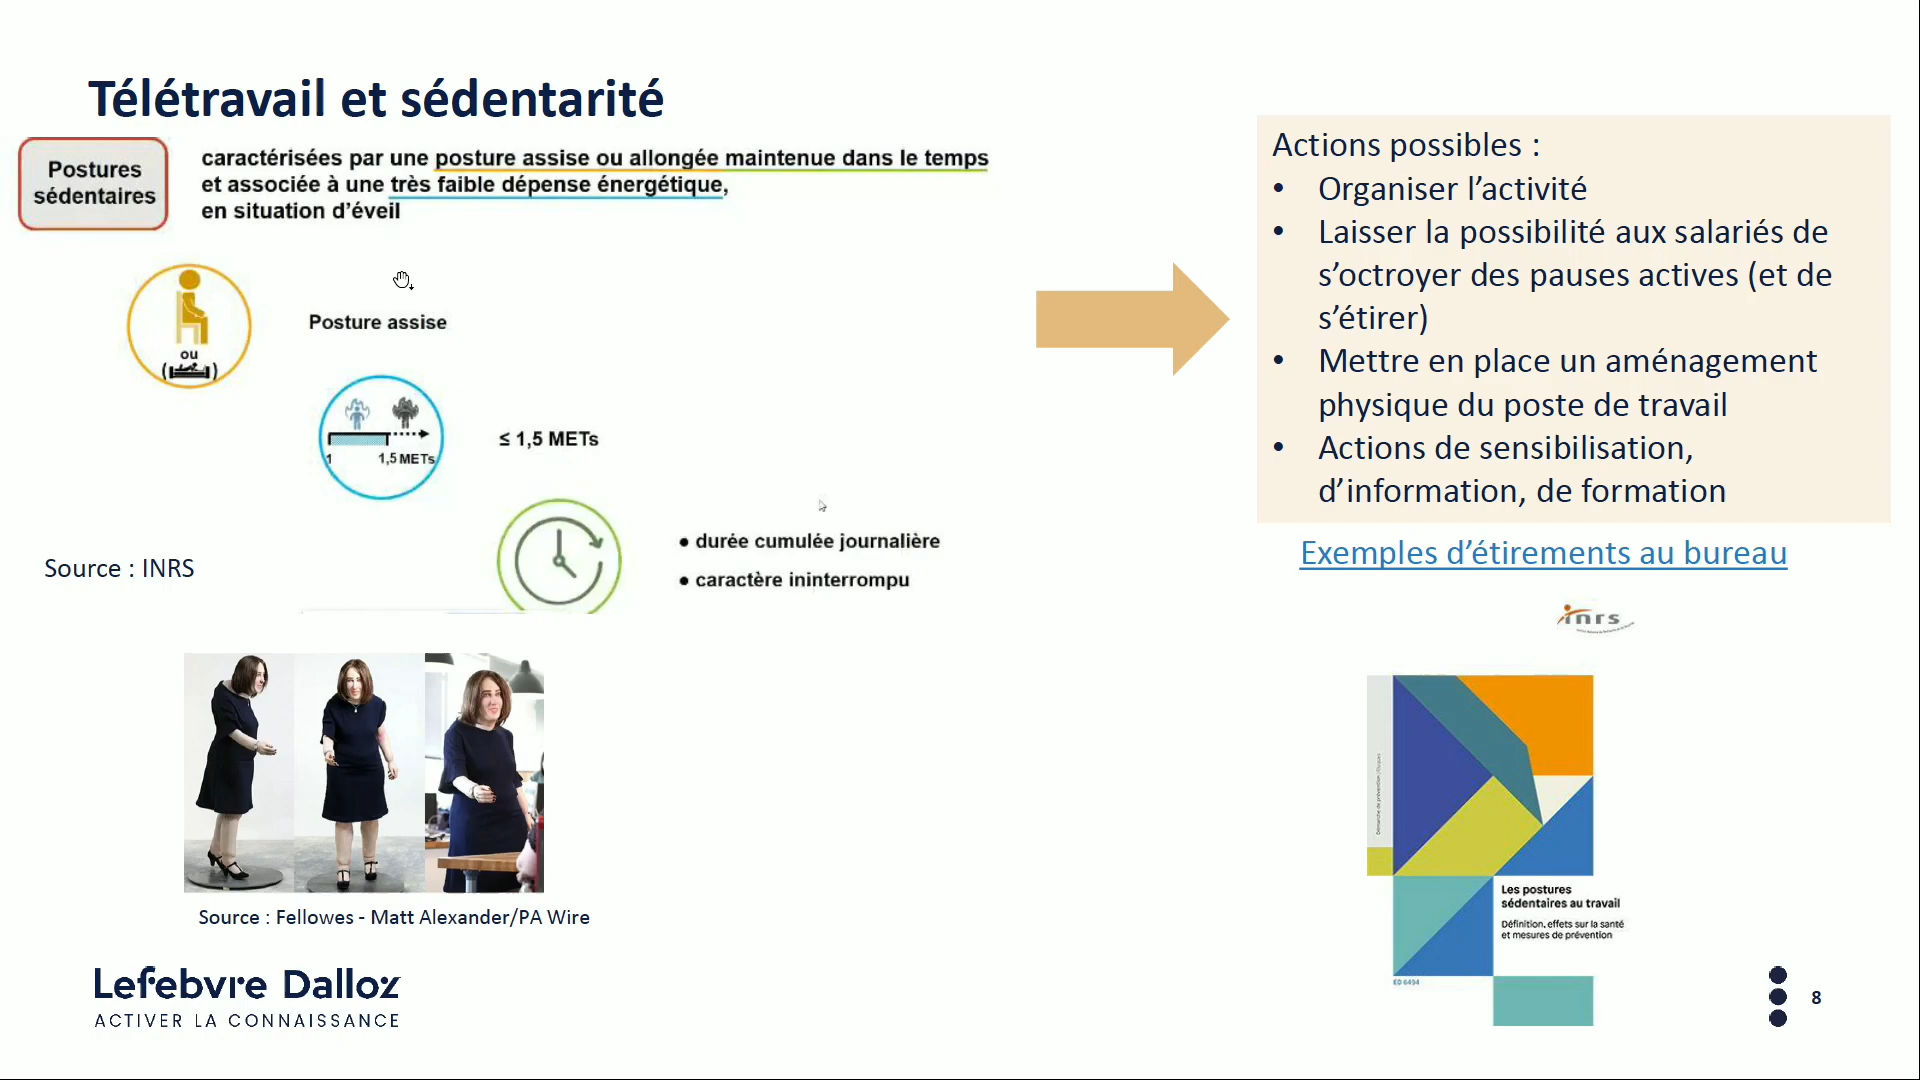 Télétravail et sédentarité
Postures
sédentaires
caractérisées par une posture assise ou allongée maintenue dans le temps
et associée à une très faible dépense énergétique,
en situation d'éveil
ou
Posture assise
1
1,5 METs
≤ 1,5 METs
• durée cumulée journalière
• caractère ininterrompu
Source : INRS
Source : Fellowes - Matt Alexander/PA Wire
Lefebvre Dalloz
ACTIVER LA CONNAISSANCE
Actions possibles :
• Organiser l'activité
• Laisser la possibilité aux salariés de
s'octroyer des pauses actives (et de
s'étirer)
• Mettre en place un aménagement
physique du poste de travail
• Actions de sensibilisation,
d'information, de formation
Exemples d'étirements au bureau
inrs
Les postures
sédentaires au travail
Définition, effets sur la santé
et mesures de prévention
ED 6494
8